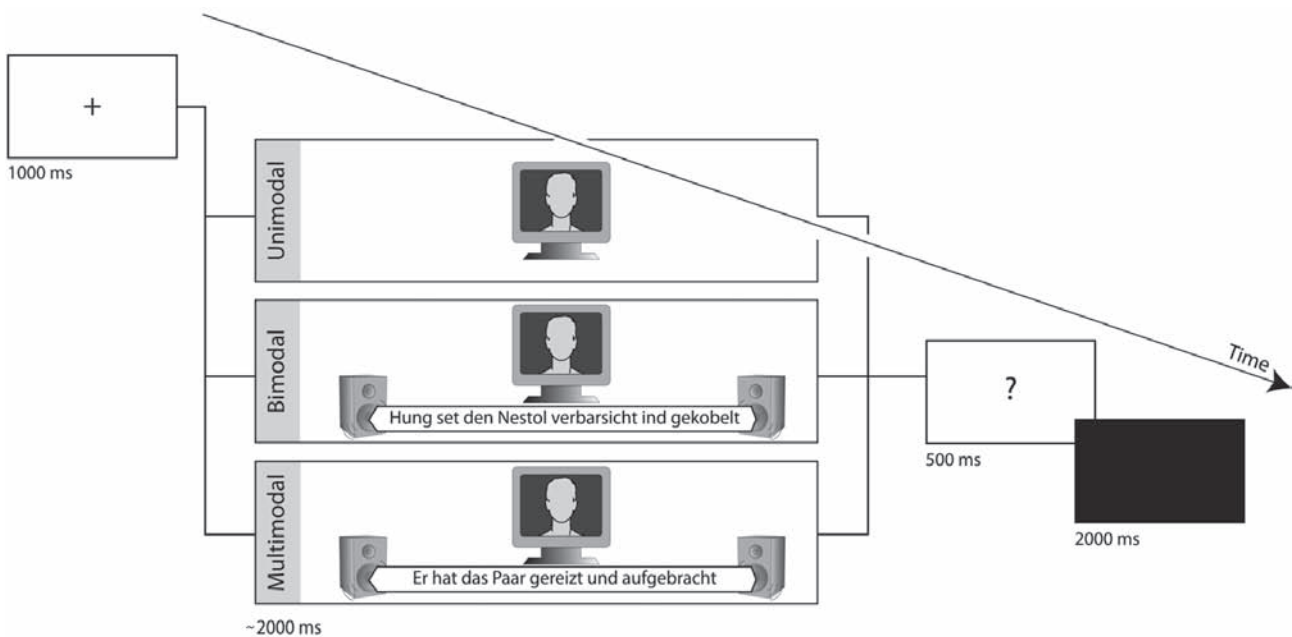 +
1000 ms
Unimodal
Bimodal
Hung set den Nestol verbarsicht ind gekobelt
Multimodal
Er hat das Paar gereizt und aufgebracht
~2000 ms
Time
?
500 ms
2000 ms